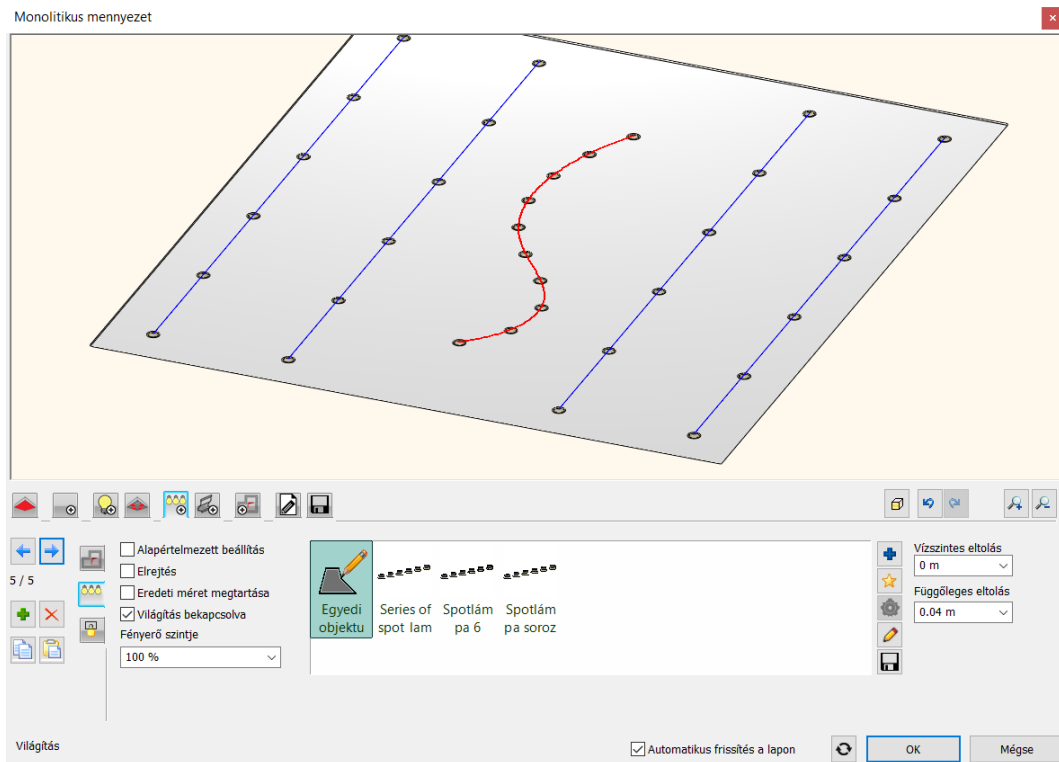 Monolitikus mennyezet
5 / 5
Alapértelmezett beállítás
Elrejtés
Eredeti méret megtartása
Világítás bekapcsolva
Fényerő szintje
100 %
Egyedi
objektu
Series of
spot lam
Spotlám
pa 6
Spotlám
pa soroz
Vízszintes eltolás
0 m
Függőleges eltolás
0.04 m
Világítás
Automatikus frissítés a lapon
OK
Mégse